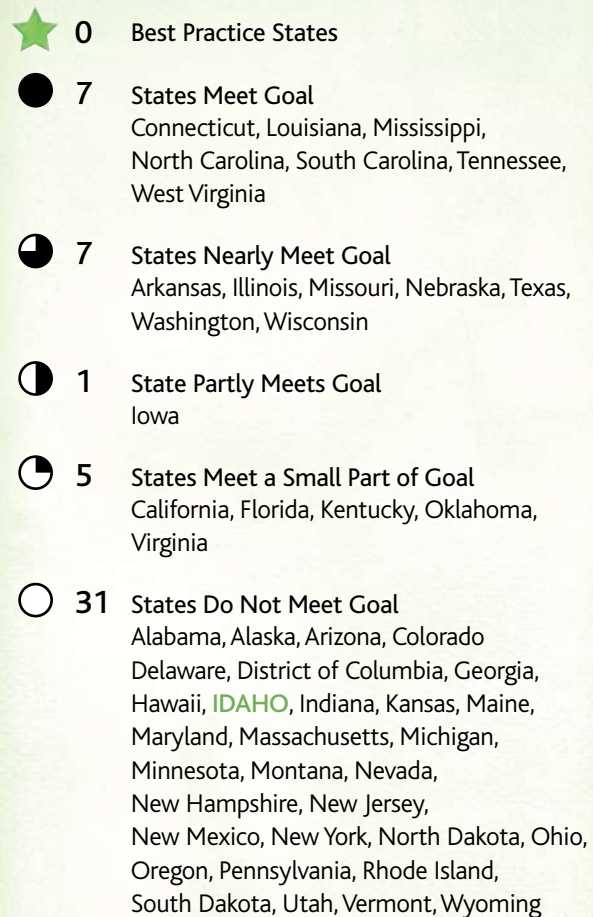 0 Best Practice States
7 States Meet Goal
Connecticut, Louisiana, Mississippi,
North Carolina, South Carolina, Tennessee,
West Virginia
7 States Nearly Meet Goal
Arkansas, Illinois, Missouri, Nebraska, Texas,
Washington, Wisconsin
1 State Partly Meets Goal
Iowa
5 States Meet a Small Part of Goal
California, Florida, Kentucky, Oklahoma,
Virginia
31 States Do Not Meet Goal
Alabama, Alaska, Arizona, Colorado
Delaware, District of Columbia, Georgia,
Hawaii, IDAHO, Indiana, Kansas, Maine,
Maryland, Massachusetts, Michigan,
Minnesota, Montana, Nevada,
New Hampshire, New Jersey,
New Mexico, New York, North Dakota, Ohio,
Oregon, Pennsylvania, Rhode Island,
South Dakota, Utah, Vermont, Wyoming